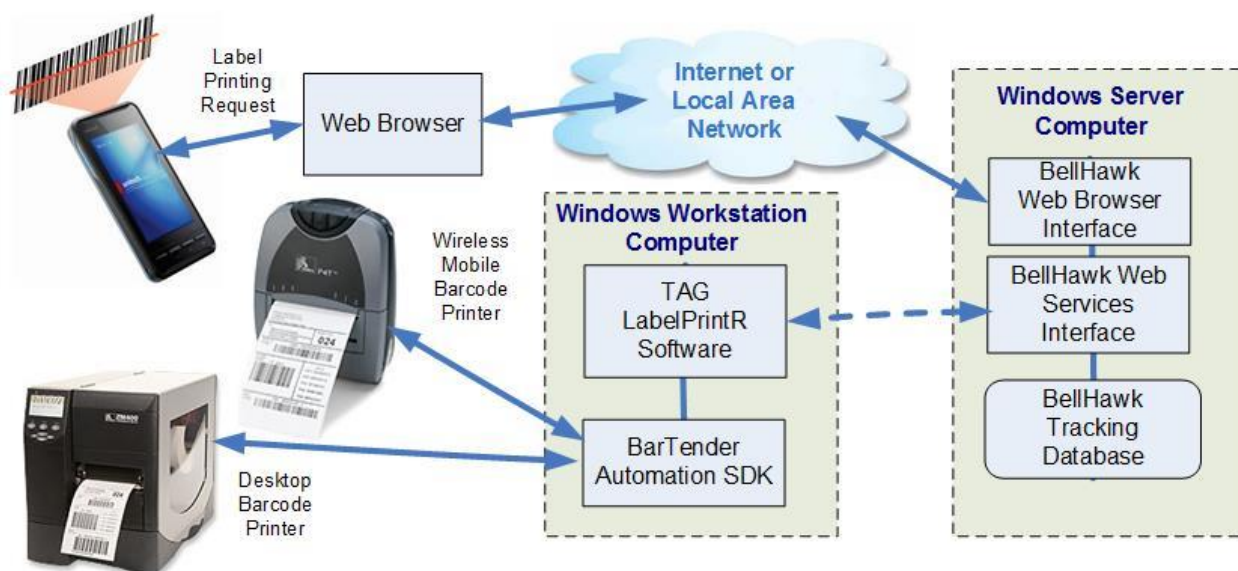 Label
Printing
Request
Web Browser
Internet or
Local Area
Network
Windows Server
Computer
BellHawk
Web Browser
Interface
BellHawk Web
Services
Interface
BellHawk
Tracking
Database
Windows Workstation
Computer
TAG
LabelPrintR
Software
BarTender
Automation SDK
Wireless
Mobile
Barcode
Printer
024
Desktop
Barcode
Printer
024